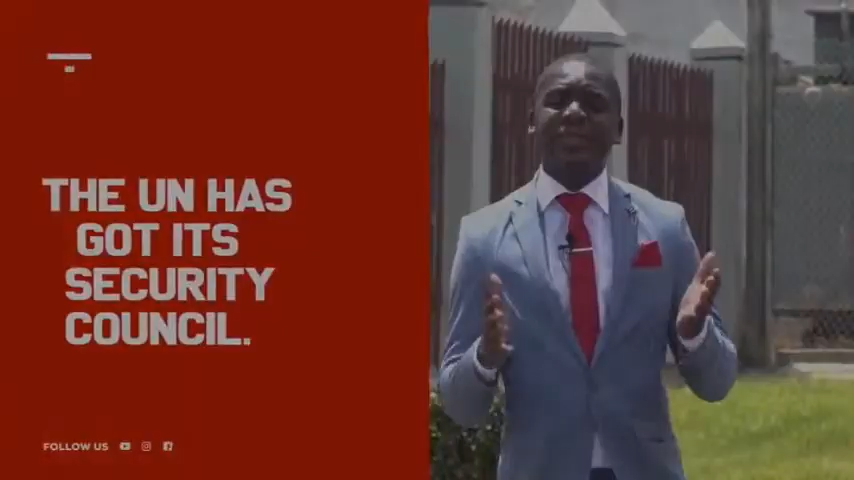 THE UN HAS
GOT ITS
SECURITY
COUNCIL.
FOLLOW US